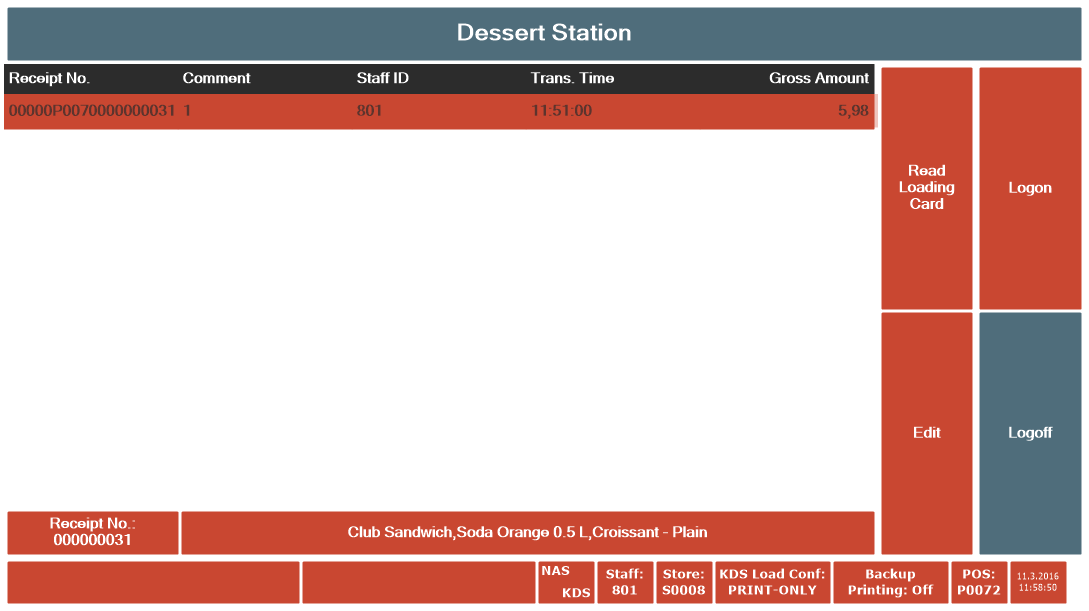 Dessert Station
Receipt No. Comment Staff ID Trans. Time Gross Amount
00000P0070000000031 1 801 11:51:00 5,98
Read
Loading
Card
Logon
Edit
Logoff
Receipt No.:
000000031
Club Sandwich,Soda Orange 0.5 L,Croissant - Plain
NAS
KDS
Staff:
801
Store:
S0008
KDS Load Conf:
PRINT-ONLY
Backup
Printing: Off
POS:
P0072
11.3.2016
11:58:50